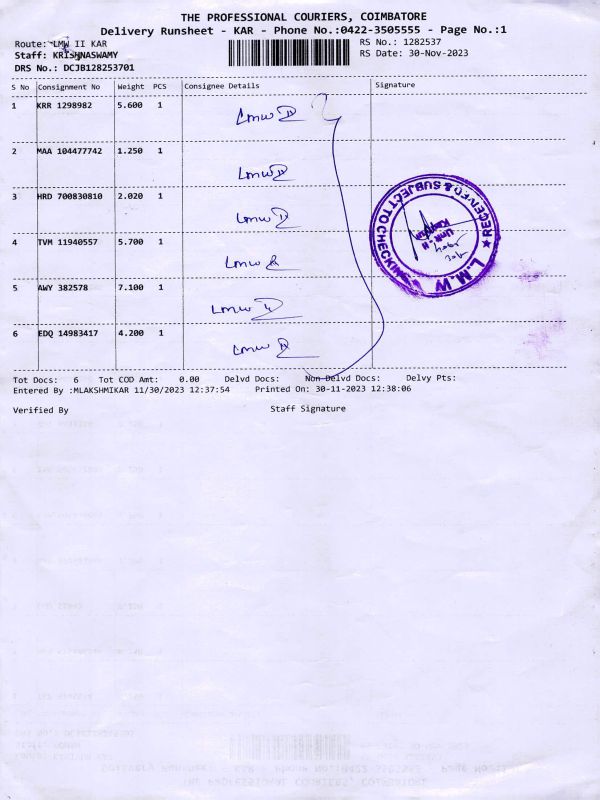 THE PROFESSIONAL COURIERS, COIMBATORE
Delivery Runsheet - KAR - Phone No.:0422-3505555 - Page No.:1
Route: LMW II KAR
RS No.: 1282537
Staff: KRISHNASWAMY
RS Date: 30-Nov-2023
DRS No.: DCJB128253701
S No Consignment No Weight PCS Consignee Details Signature
1 KRR 1298982 5.600 1 LMW II
2 MAA 104477742 1.250 1 LMW II
3 HRD 700830810 2.020 1 LMW II
4 TVM 11940557 5.700 1 LMW
5 AWY 382578 7.100 1 LMW II
6 EDQ 14983417 4.200 1 LMW
RECEIVED & SUBJECT TO CHECKING
L.M.W
Unit - II
Tot Docs: 6 Tot COD Amt: 0.00 Delvd Docs: Non Delvd Docs: Delvy Pts:
Entered By :MLAKSHMIKAR 11/30/2023 12:37:54 Printed On: 30-11-2023 12:38:06
Verified By Staff Signature